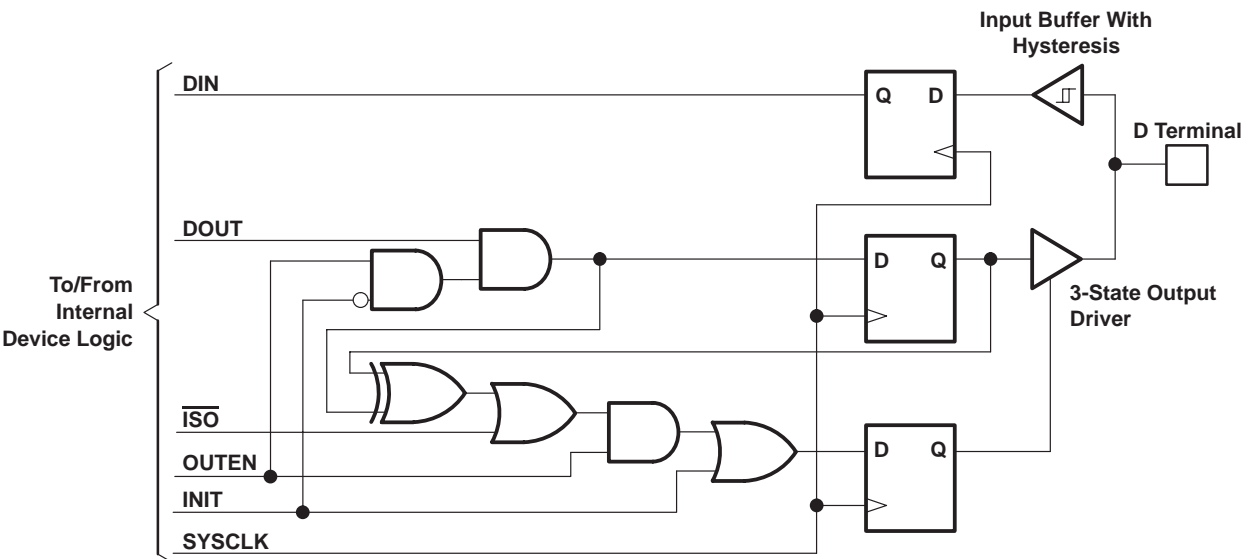 Input Buffer With
Hysteresis
DIN
Q D
D Terminal
DOUT
D Q
To/From
Internal
Device Logic
3-State Output
Driver
ISO
OUTEN
D Q
INIT
SYSCLK